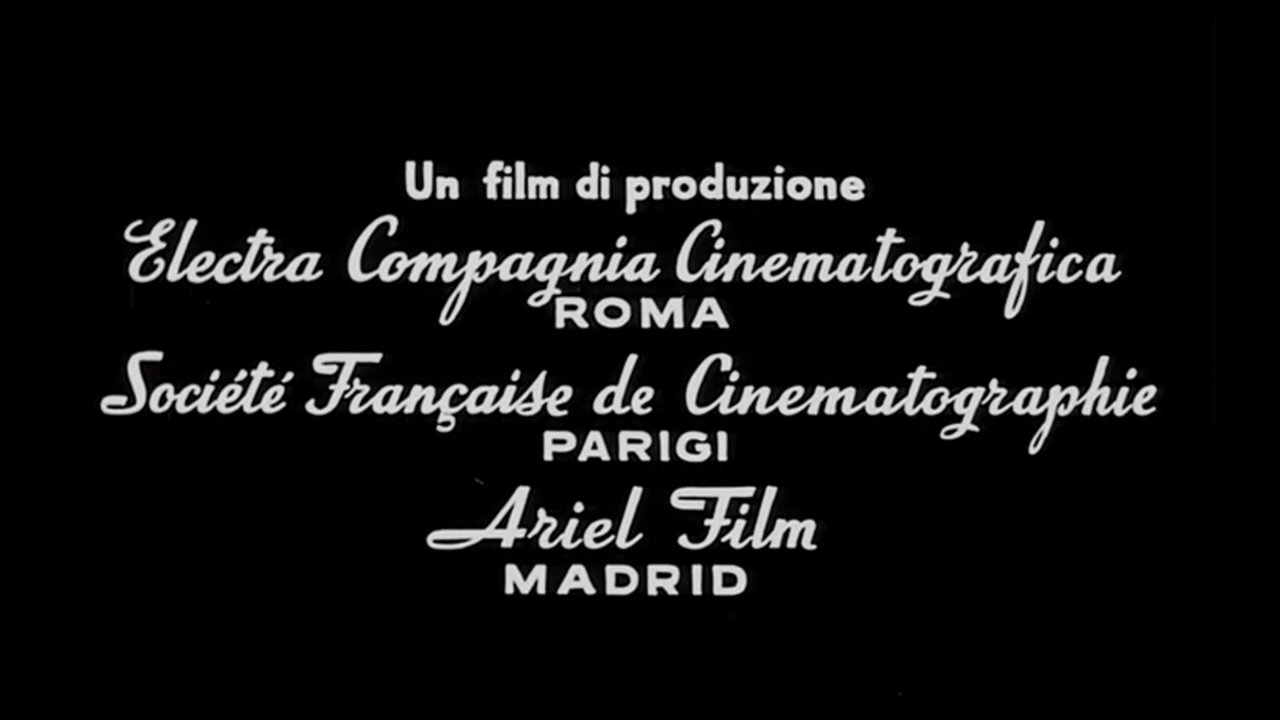 Un film di produzione
Electra Compagnia Cinematografica
ROMA
Société Française de Cinematographie
PARIGI
Ariel Film
MADRID